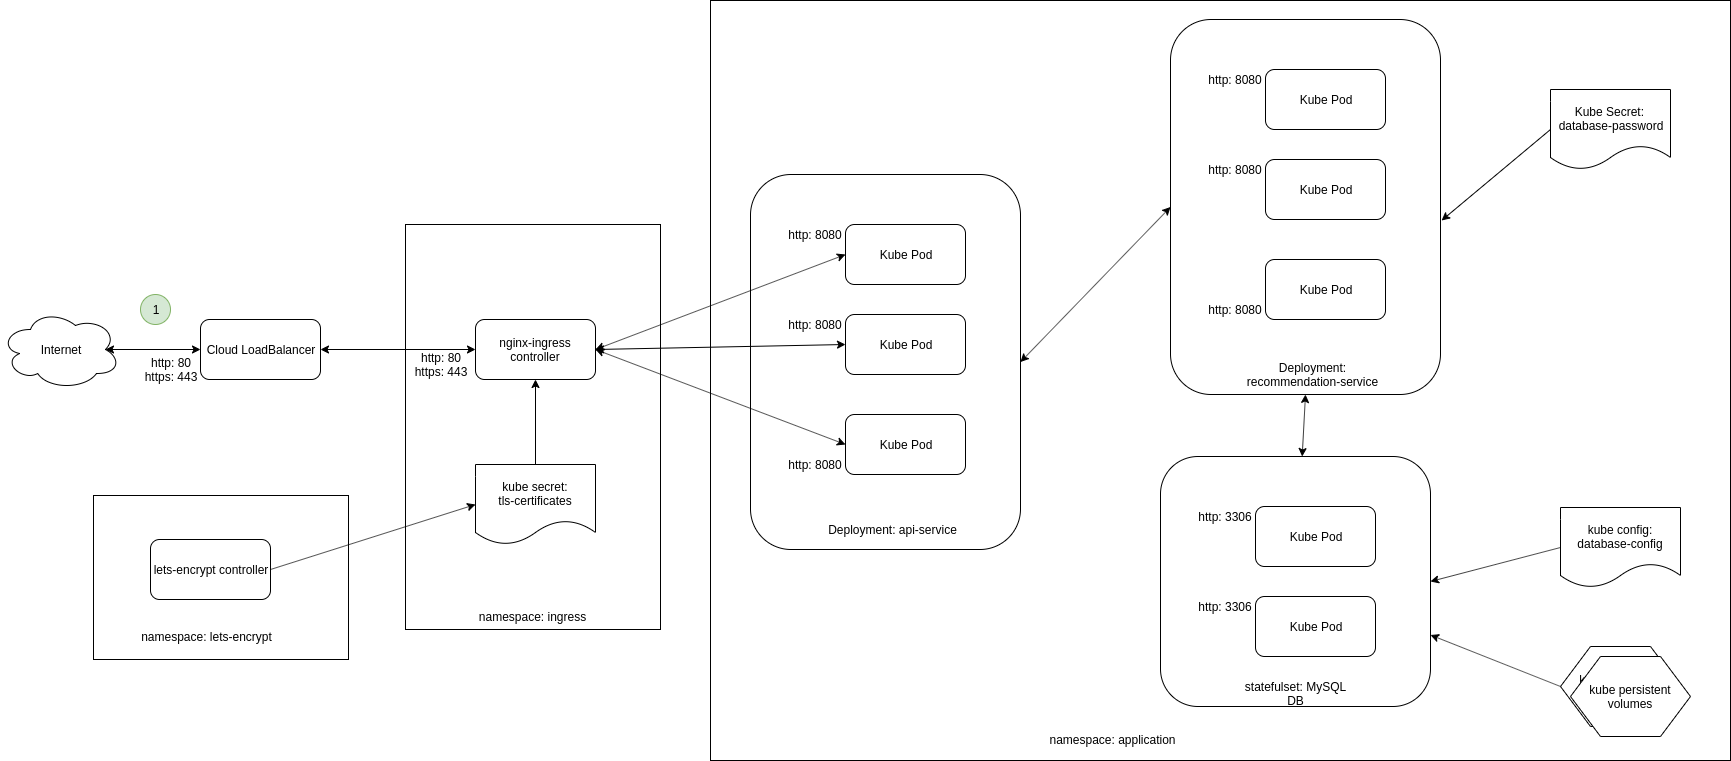 1
Internet
http: 80
https: 443
Cloud LoadBalancer
lets-encrypt controller
namespace: lets-encrypt
http: 80
https: 443
nginx-ingress
controller
kube secret:
tls-certificates
namespace: ingress
http: 8080
Kube Pod
http: 8080
Kube Pod
Kube Pod
http: 8080
Deployment: api-service
http: 8080
Kube Pod
http: 8080
Kube Pod
Kube Pod
http: 8080
Deployment:
recommendation-service
Kube Secret:
database-password
http: 3306
Kube Pod
http: 3306
Kube Pod
statefulset: MySQL
DB
kube config:
database-config
kube persistent
volumes
namespace: application